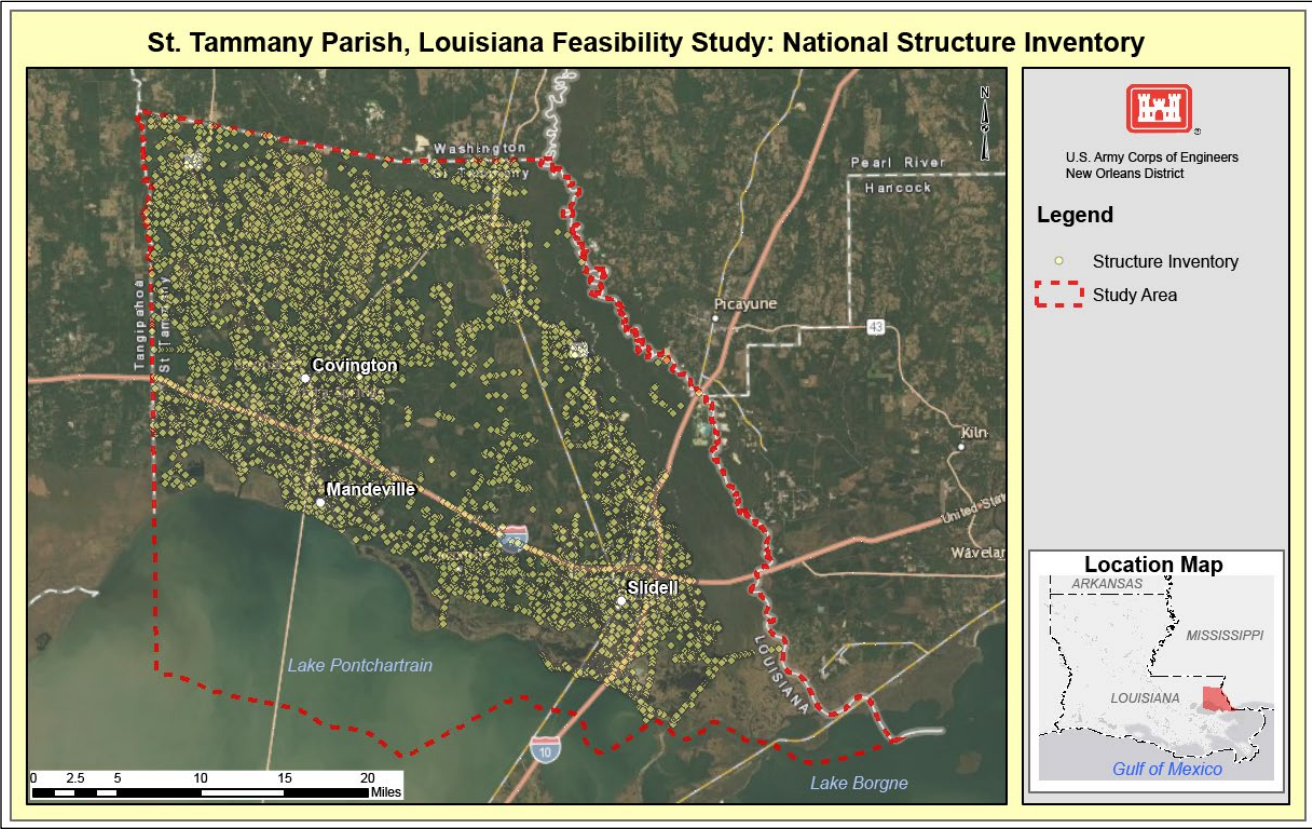 St. Tammany Parish, Louisiana Feasibility Study: National Structure Inventory
N
Washington
Pearl River
Hancock
Tangipahoa
St Tammany
Picayune
43
Covington
Kiln
Mandeville
United State
Wavelan
Slidell
LOUISIANA
Lake Pontchartrain
10
Lake Borgne
0 2.5 5 10 15 20
Miles
®
U.S. Army Corps of Engineers
New Orleans District
Legend
Structure Inventory
Study Area
Location Map
ARKANSAS
MISSISSIPPI
LOUISIANA
Gulf of Mexico